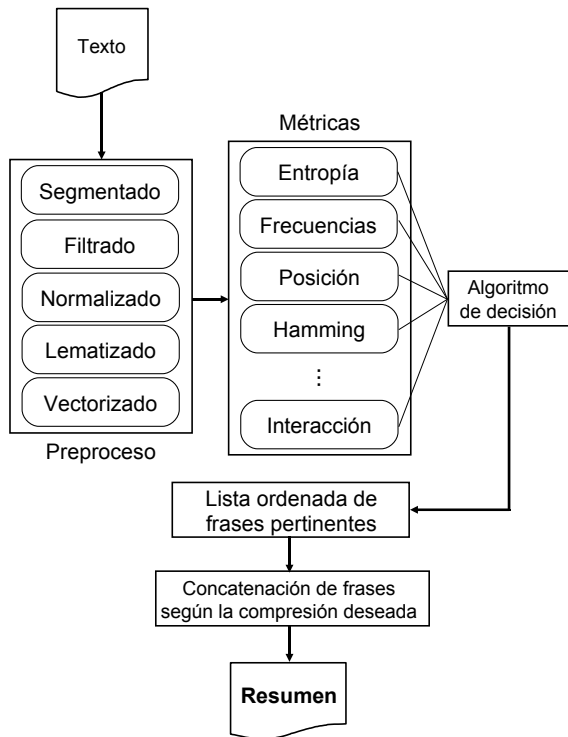 Texto
Segmentado
Filtrado
Normalizado
Lematizado
Vectorizado
Preproceso
Métricas
Entropía
Frecuencias
Posición
Hamming
⋮
Interacción
Algoritmo
de decisión
Lista ordenada de
frases pertinentes
Concatenación de frases
según la compresión deseada
Resumen